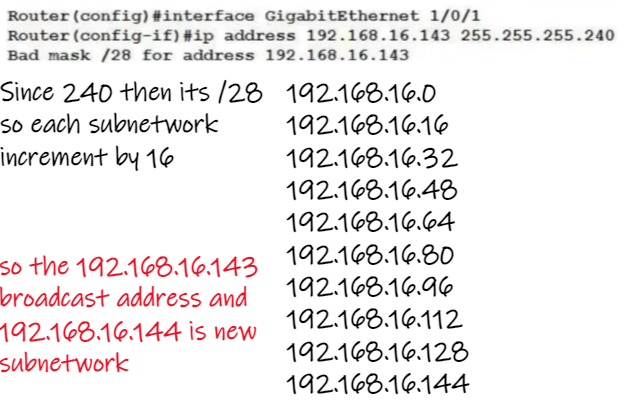 Router(config)#interface GigabitEthernet 1/0/1
Router(config-if)#ip address 192.168.16.143 255.255.255.240
Bad mask /28 for address 192.168.16.143
Since 240 then its /28
so each subnetwork
increment by 16
so the 192.168.16.143
broadcast address and
192.168.16.144 is new
subnetwork
192.168.16.0
192.168.16.16
192.168.16.32
192.168.16.48
192.168.16.64
192.168.16.80
192.168.16.96
192.168.16.112
192.168.16.128
192.168.16.144